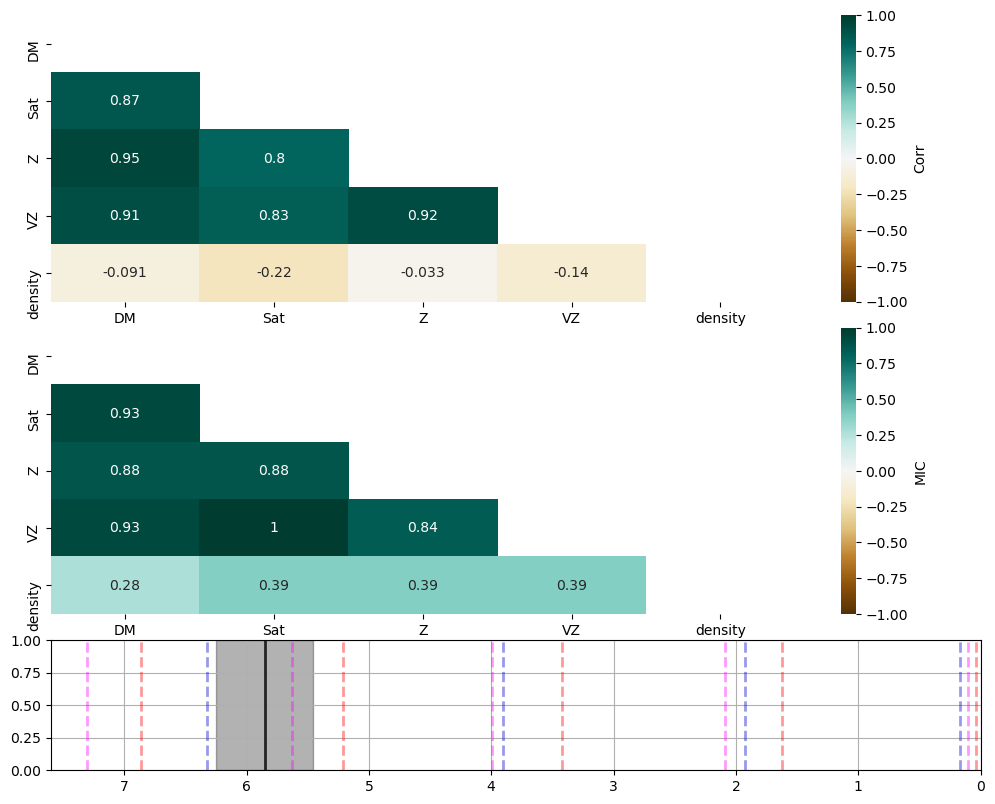 1.00
DM
0.75
0.87
Sat
0.50
0.25
0.95 0.8
Z
0.00
Corr
−0.25
0.91 0.83 0.92
VZ
−0.50
-0.091 -0.22 -0.033 -0.14
density
−0.75
−1.00
DM Sat Z VZ density
1.00
DM
0.75
0.93
Sat
0.50
0.25
0.88 0.88
Z
0.00
MIC
−0.25
0.93 1 0.84
VZ
−0.50
0.28 0.39 0.39 0.39
density
−0.75
−1.00
DM Sat Z VZ density
1.00
0.75
0.50
0.25
0.00
7 6 5 4 3 2 1 0